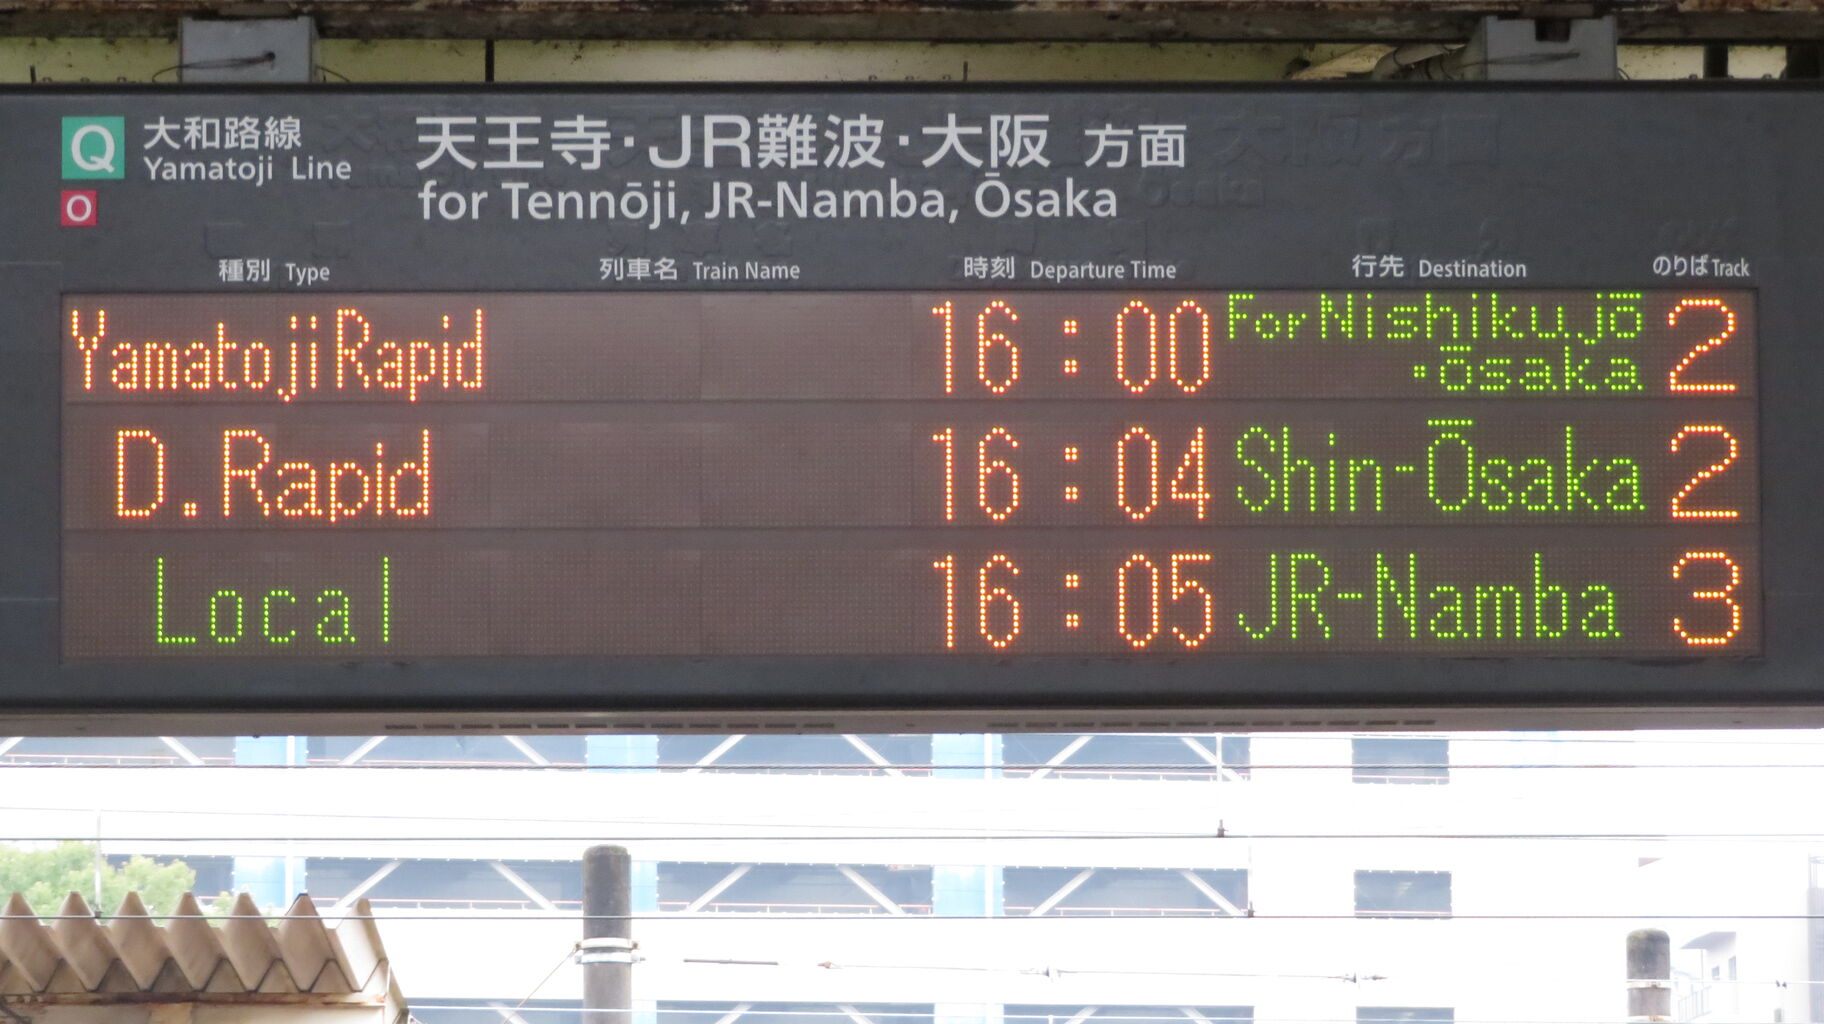 Q 大和路線 天王寺・JR難波・大阪 方面
Yamatoji Line for Tennōji, JR-Namba, Ōsaka
O
種別 Type 列車名 Train Name 時刻 Departure Time 行先 Destination のりば Track
Yamatoji Rapid 16:00 For Nishikujō 2
・ōsaka
D.Rapid 16:04 Shin-Ōsaka 2
Local 16:05 JR-Namba 3